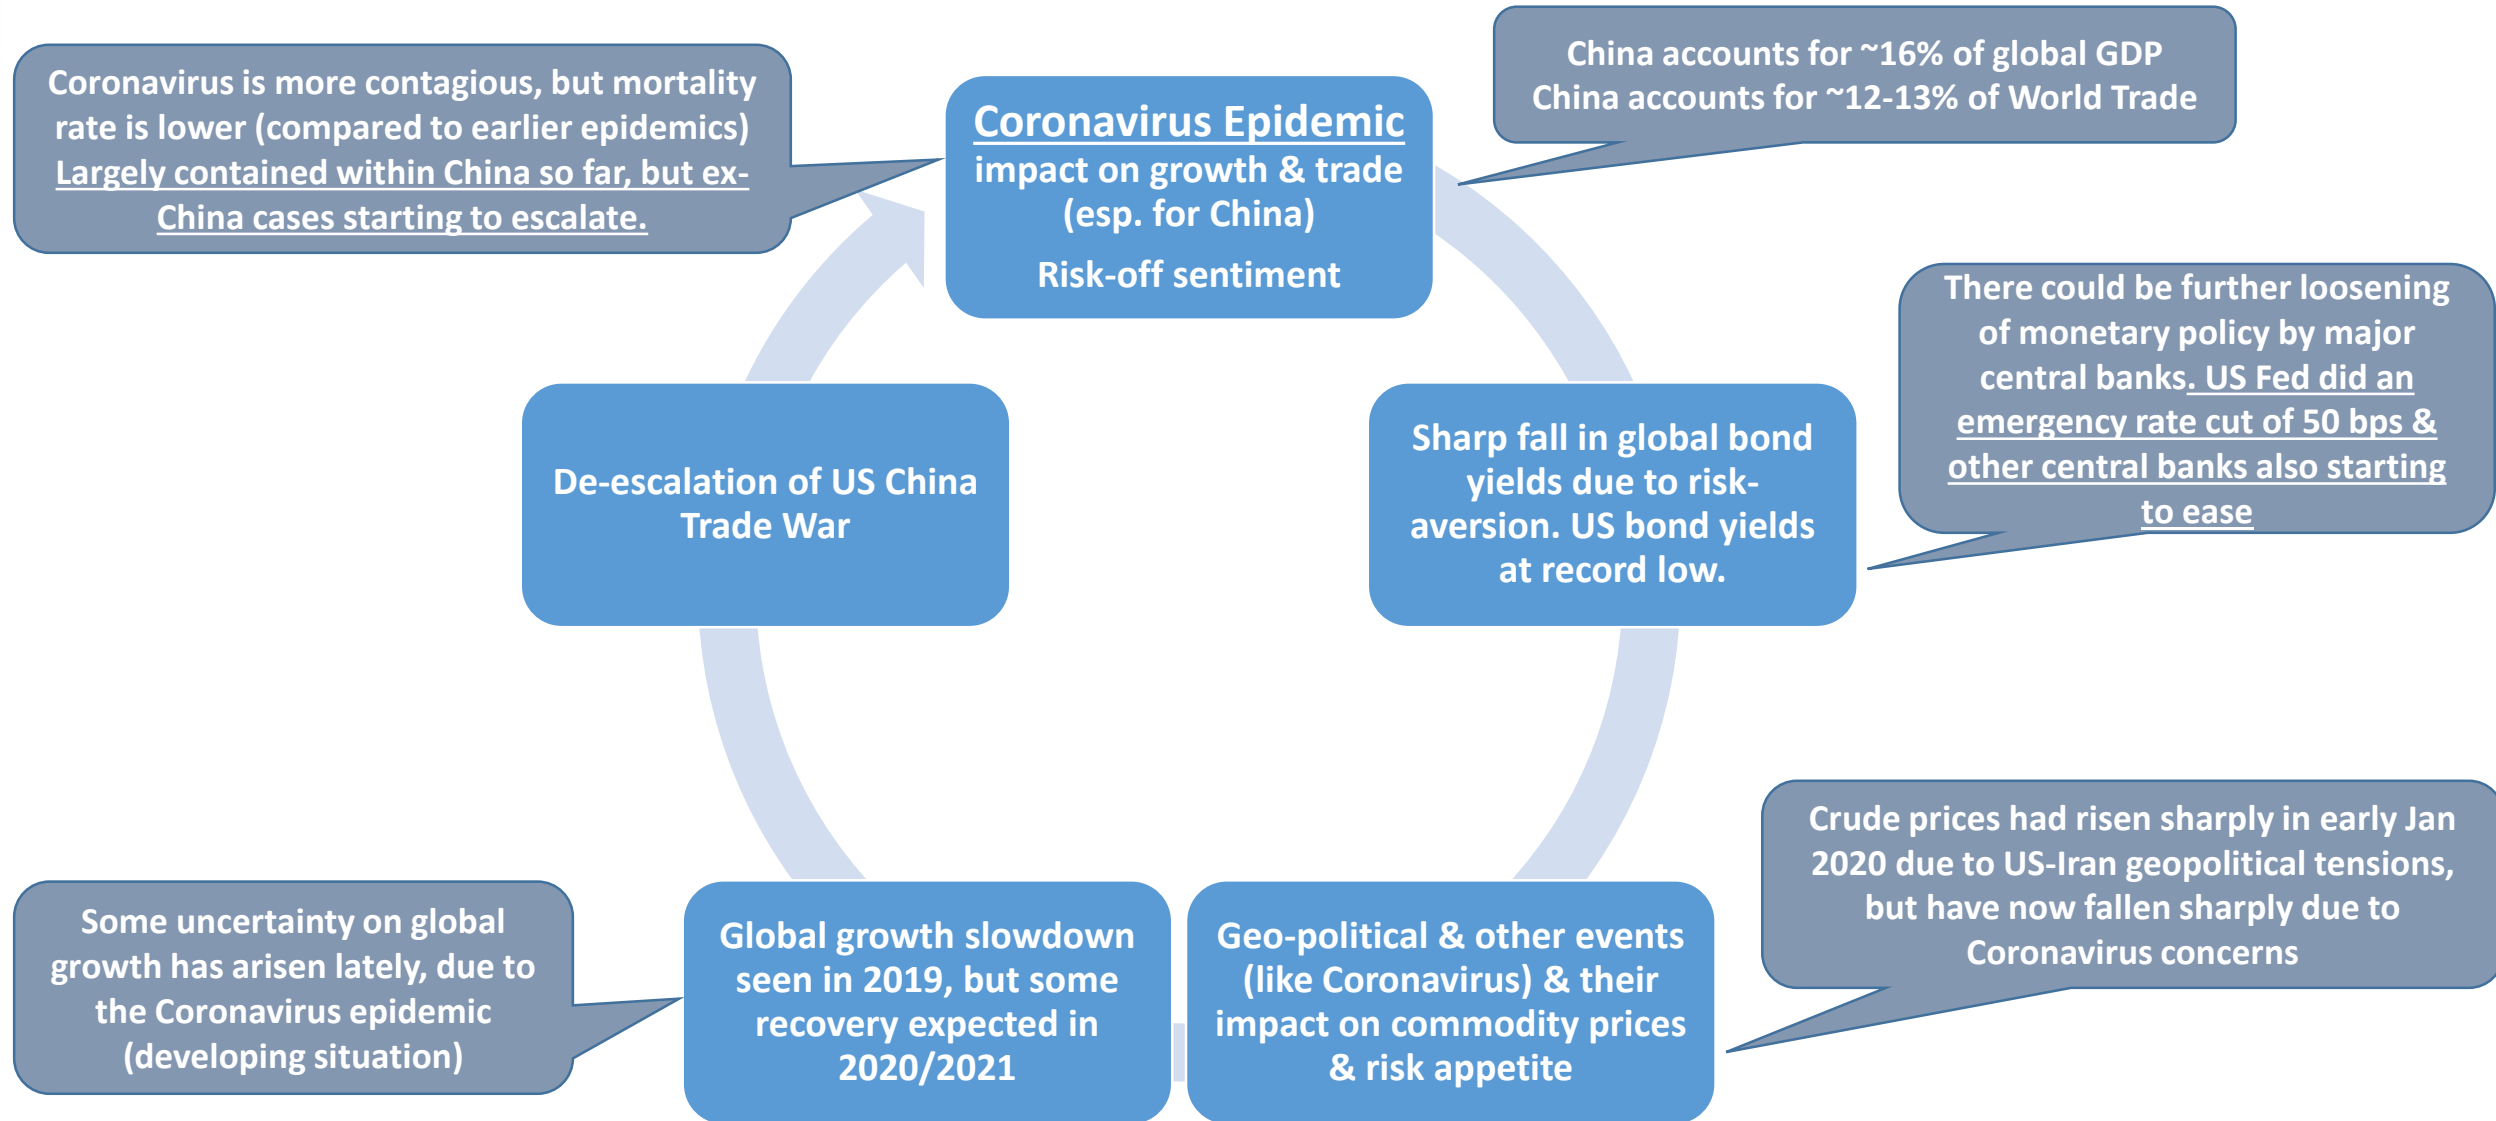 Coronavirus is more contagious, but mortality
rate is lower (compared to earlier epidemics)
Largely contained within China so far, but ex-
China cases starting to escalate.
Coronavirus Epidemic
impact on growth & trade
(esp. for China)
Risk-off sentiment
China accounts for ~16% of global GDP
China accounts for ~12-13% of World Trade
There could be further loosening
of monetary policy by major
central banks. US Fed did an
emergency rate cut of 50 bps &
other central banks also starting
to ease
De-escalation of US China
Trade War
Sharp fall in global bond
yields due to risk-
aversion. US bond yields
at record low.
Crude prices had risen sharply in early Jan
2020 due to US-Iran geopolitical tensions,
but have now fallen sharply due to
Coronavirus concerns
Some uncertainty on global
growth has arisen lately, due to
the Coronavirus epidemic
(developing situation)
Global growth slowdown
seen in 2019, but some
recovery expected in
2020/2021
Geo-political & other events
(like Coronavirus) & their
impact on commodity prices
& risk appetite